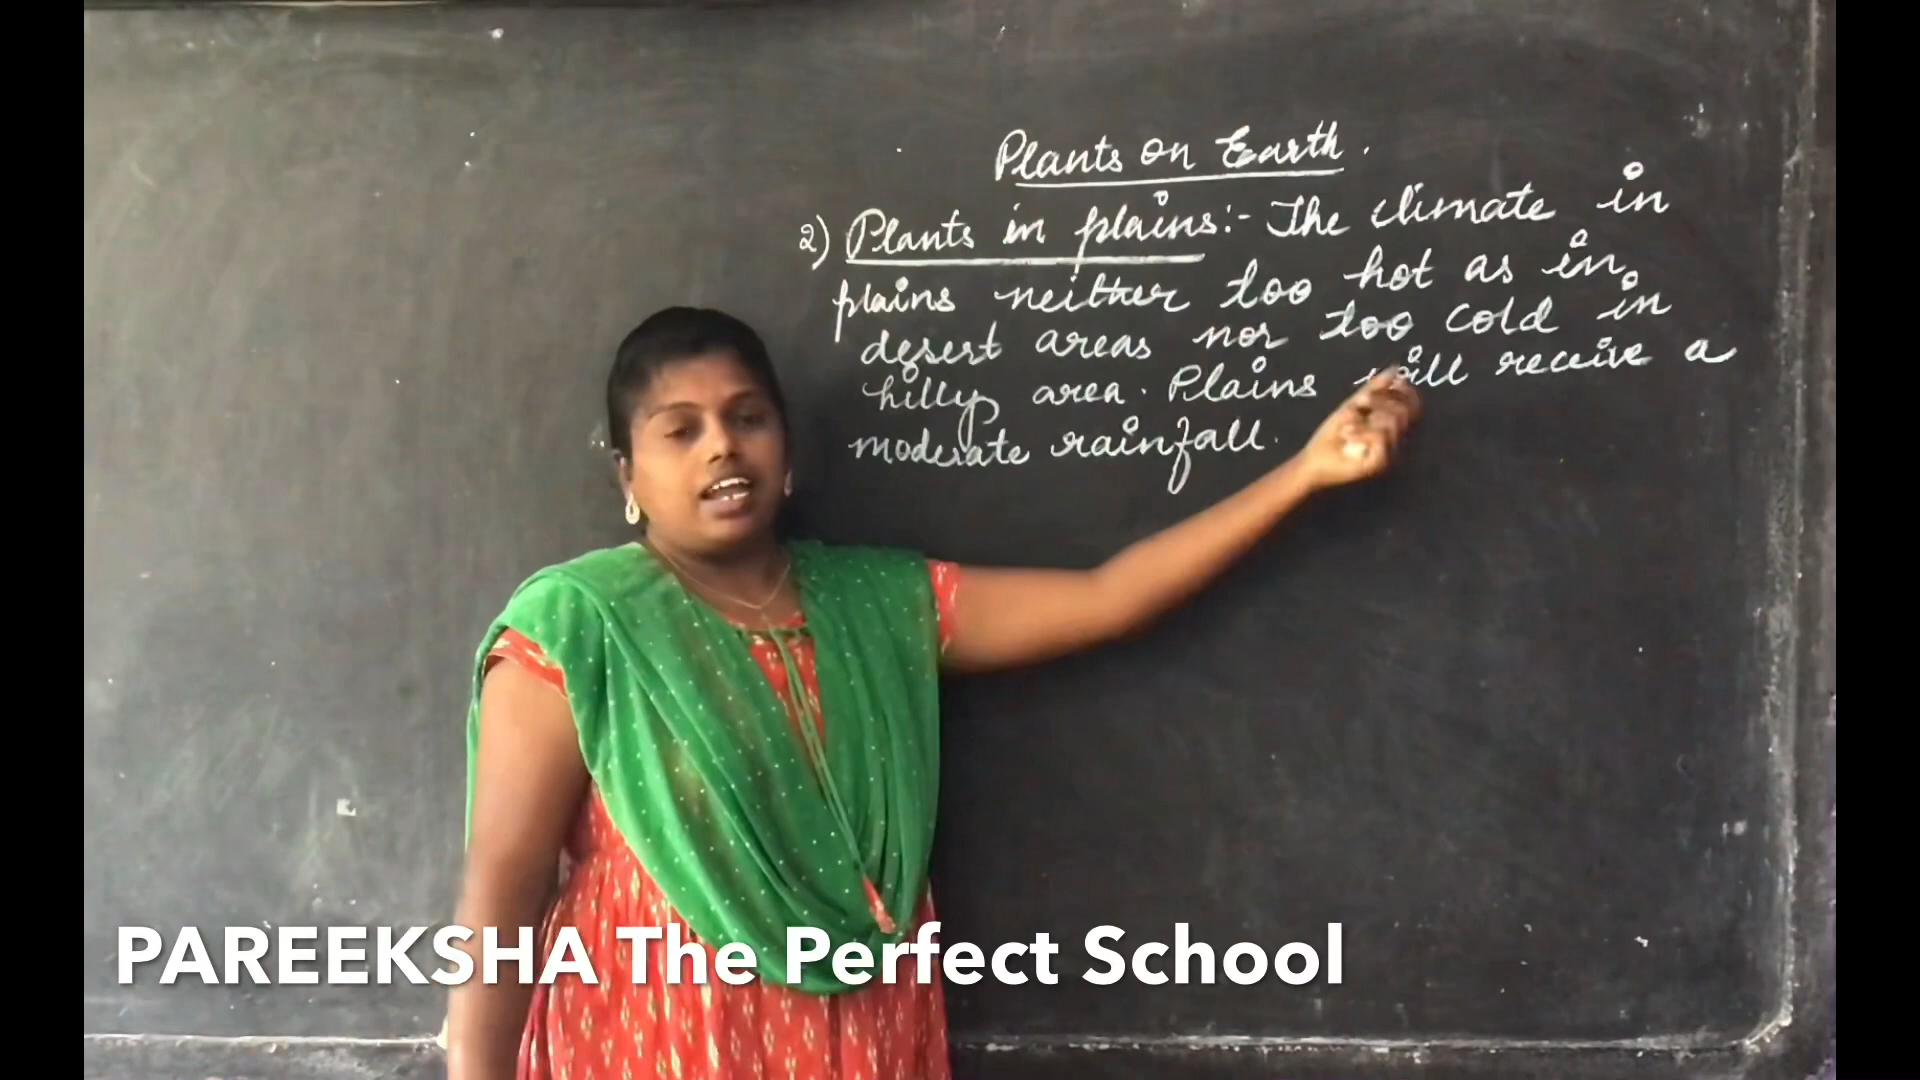 Plants on Earth.
2) Plants in plains:- The climate in
plains neither too hot as in
desert areas nor too cold in
hilly area. Plains will receive a
moderate rainfall.
PAREEKSHA The Perfect School